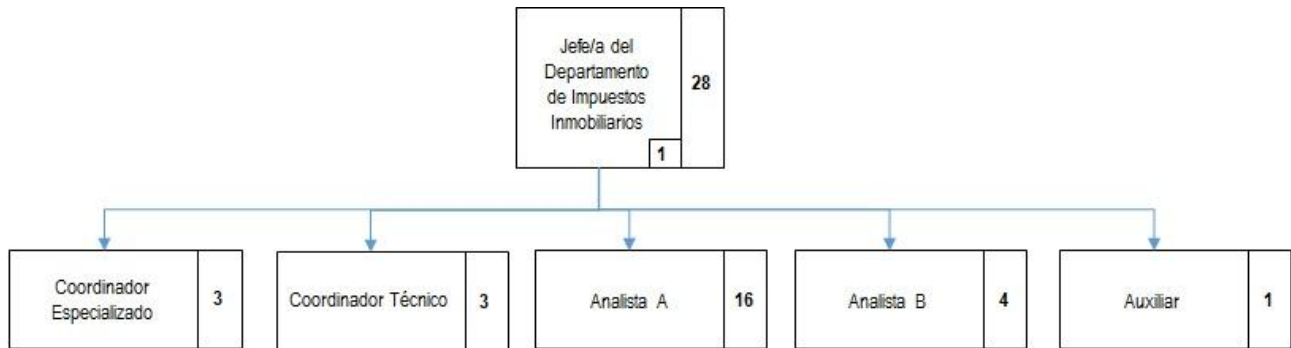 Jefe/a del
Departamento
de Impuestos
Inmobiliarios
28
1
Coordinador
Especializado
3
Coordinador Técnico
3
Analista A
16
Analista B
4
Auxiliar
1